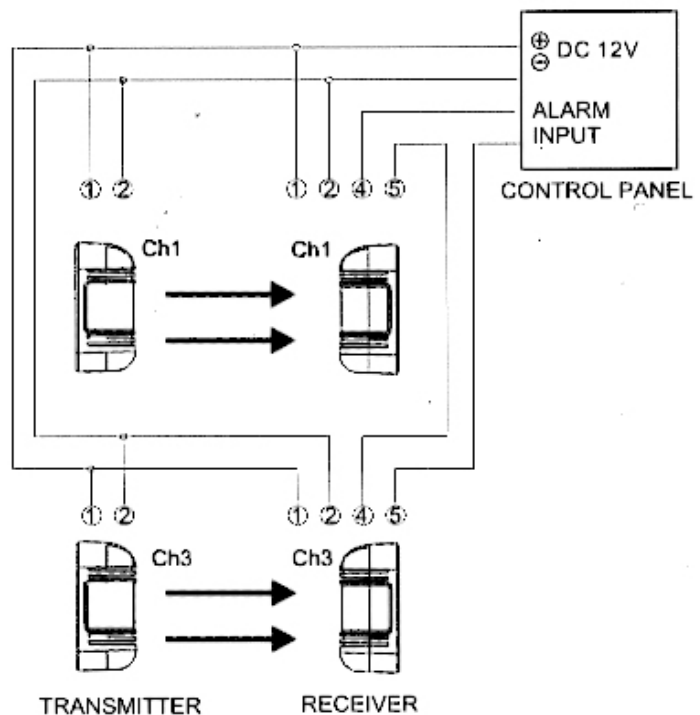 ⊕ DC 12V
⊖
ALARM
INPUT
CONTROL PANEL
① ② ① ② ④ ⑤
Ch1 Ch1
① ② ① ② ④ ⑤
Ch3 Ch3
TRANSMITTER RECEIVER